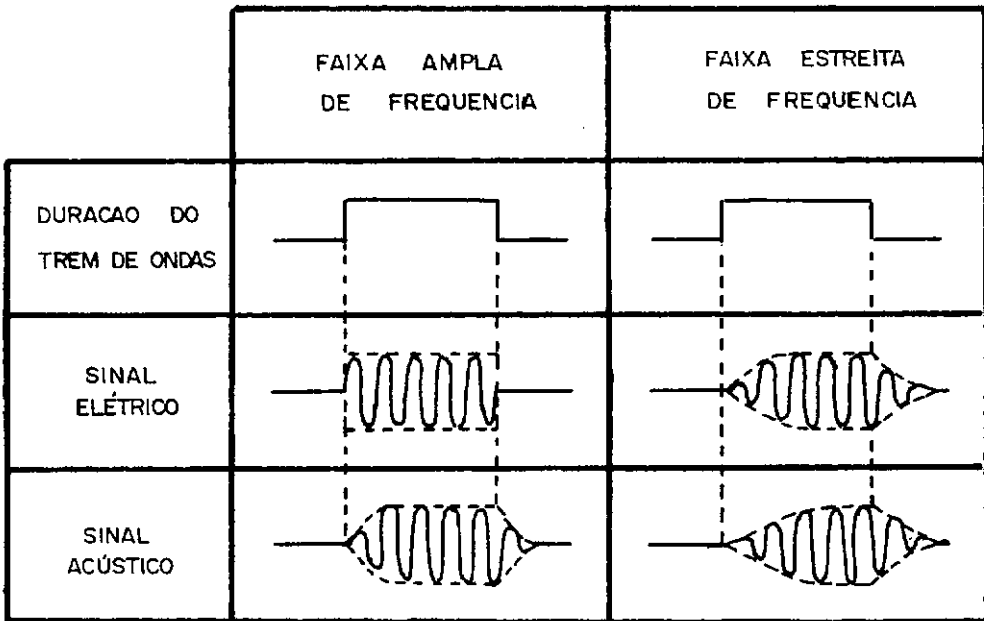 FAIXA AMPLA
DE FREQUENCIA
FAIXA ESTREITA
DE FREQUENCIA
DURACAO DO
TREM DE ONDAS
SINAL
ELÉTRICO
SINAL
ACÚSTICO